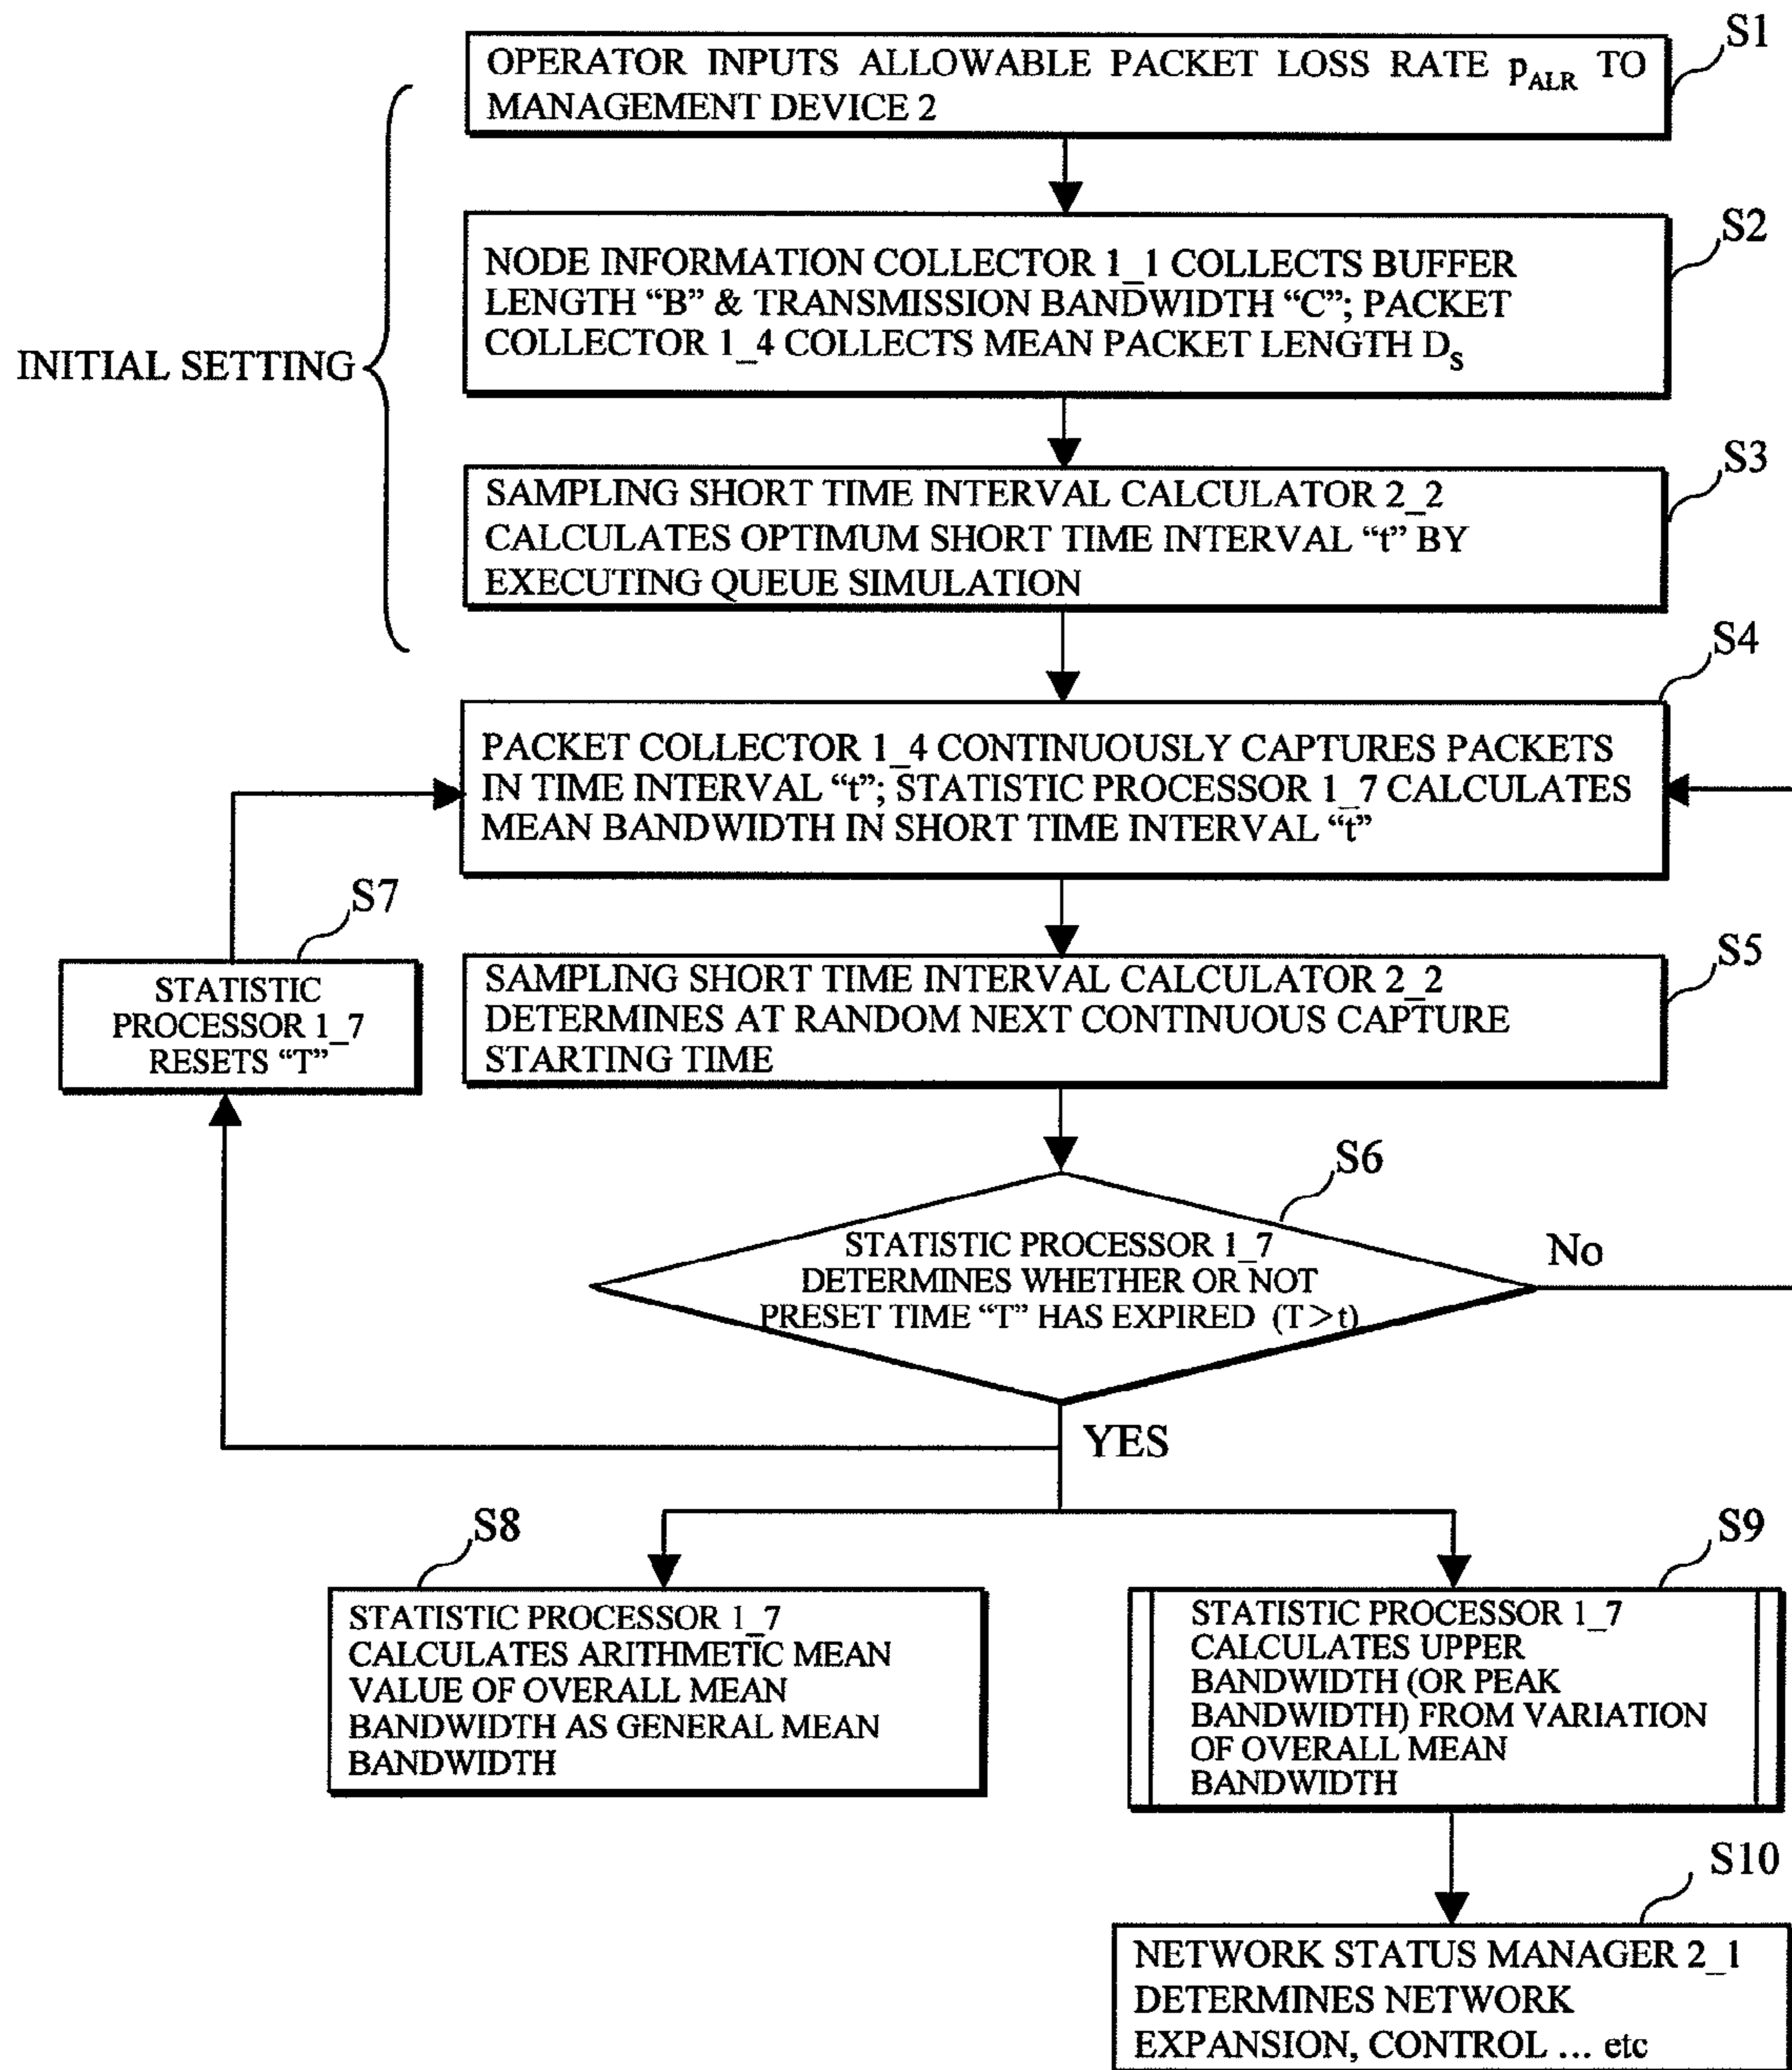 S1
OPERATOR INPUTS ALLOWABLE PACKET LOSS RATE pALR TO
MANAGEMENT DEVICE 2
S2
NODE INFORMATION COLLECTOR 1_1 COLLECTS BUFFER
LENGTH “B” & TRANSMISSION BANDWIDTH “C”; PACKET
COLLECTOR 1_4 COLLECTS MEAN PACKET LENGTH Ds
INITIAL SETTING
S3
SAMPLING SHORT TIME INTERVAL CALCULATOR 2_2
CALCULATES OPTIMUM SHORT TIME INTERVAL “t” BY
EXECUTING QUEUE SIMULATION
S4
PACKET COLLECTOR 1_4 CONTINUOUSLY CAPTURES PACKETS
IN TIME INTERVAL “t”; STATISTIC PROCESSOR 1_7 CALCULATES
MEAN BANDWIDTH IN SHORT TIME INTERVAL “t”
S7
STATISTIC
PROCESSOR 1_7
RESETS “T”
S5
SAMPLING SHORT TIME INTERVAL CALCULATOR 2_2
DETERMINES AT RANDOM NEXT CONTINUOUS CAPTURE
STARTING TIME
S6
STATISTIC PROCESSOR 1_7
DETERMINES WHETHER OR NOT
PRESET TIME “T” HAS EXPIRED (T>t)
No
YES
S8
STATISTIC PROCESSOR 1_7
CALCULATES ARITHMETIC MEAN
VALUE OF OVERALL MEAN
BANDWIDTH AS GENERAL MEAN
BANDWIDTH
S9
STATISTIC PROCESSOR 1_7
CALCULATES UPPER
BANDWIDTH (OR PEAK
BANDWIDTH) FROM VARIATION
OF OVERALL MEAN
BANDWIDTH
S10
NETWORK STATUS MANAGER 2_1
DETERMINES NETWORK
EXPANSION, CONTROL ... etc